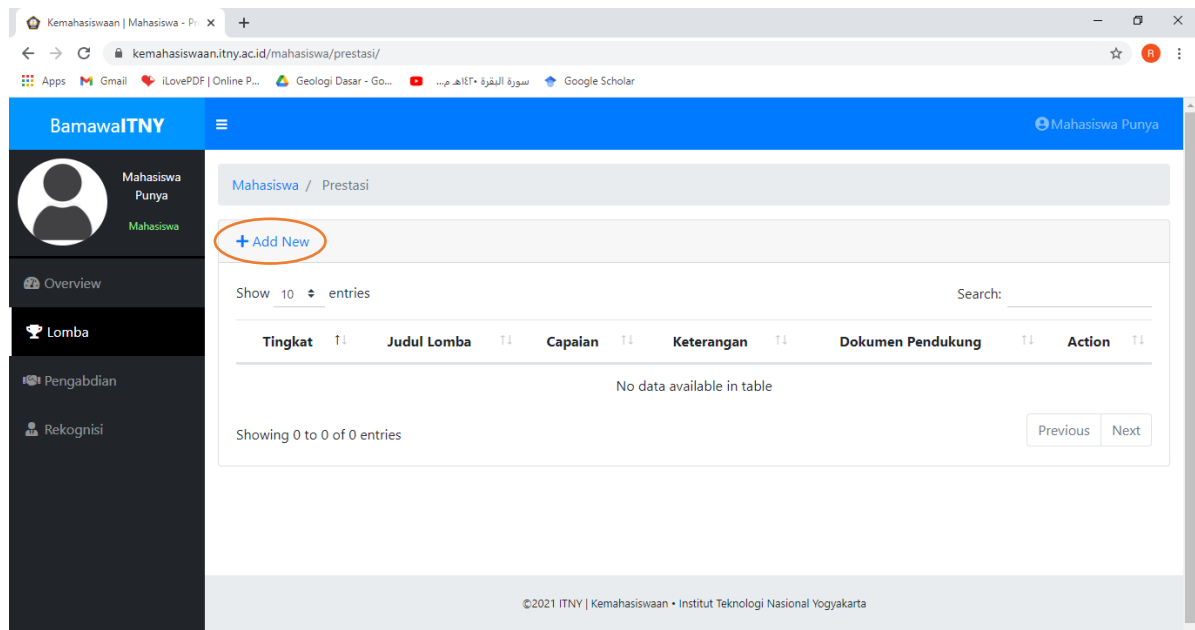 Kemahasiswaan | Mahasiswa - Pr
kemahasiswaan.itny.ac.id/mahasiswa/prestasi/
R
Apps Gmail iLovePDF | Online P... Geologi Dasar - Go... سورة البقرة ١٤٣٠هـ م... Google Scholar
BamawaITNY
Mahasiswa Punya
Mahasiswa
Punya
Mahasiswa
Mahasiswa / Prestasi
+ Add New
Overview
Show 10 entries
Search:
Lomba
Tingkat Judul Lomba Capaian Keterangan Dokumen Pendukung Action
Pengabdian
No data available in table
Rekognisi
Showing 0 to 0 of 0 entries
Previous Next
©2021 ITNY | Kemahasiswaan • Institut Teknologi Nasional Yogyakarta